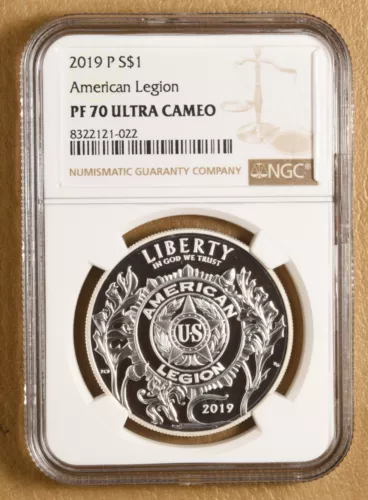 2019 P S$1
American Legion
PF 70 ULTRA CAMEO
8322121-022
NUMISMATIC GUARANTY COMPANY
NGC
LIBERTY
IN GOD WE TRUST
AMERICAN
U·S
LEGION
2019